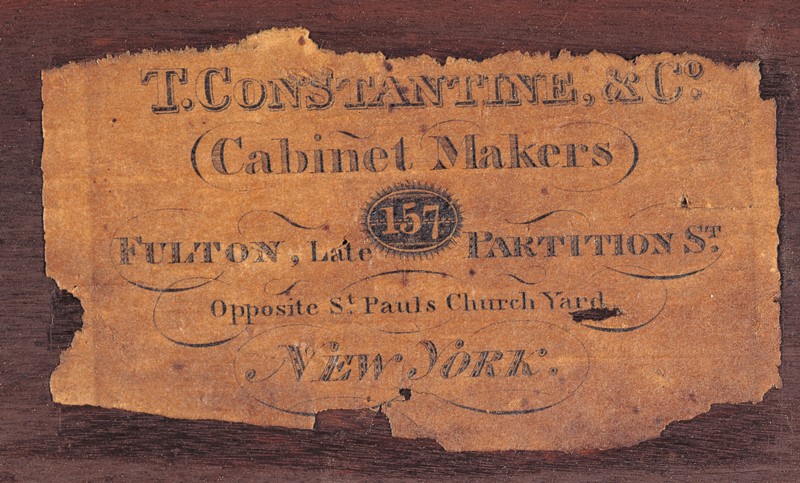 T. CONSTANTINE, & Cº.
(Cabinet Makers)
157
FULTON, Late PARTITION ST.
Opposite St. Pauls Church Yard
NEW YORK.